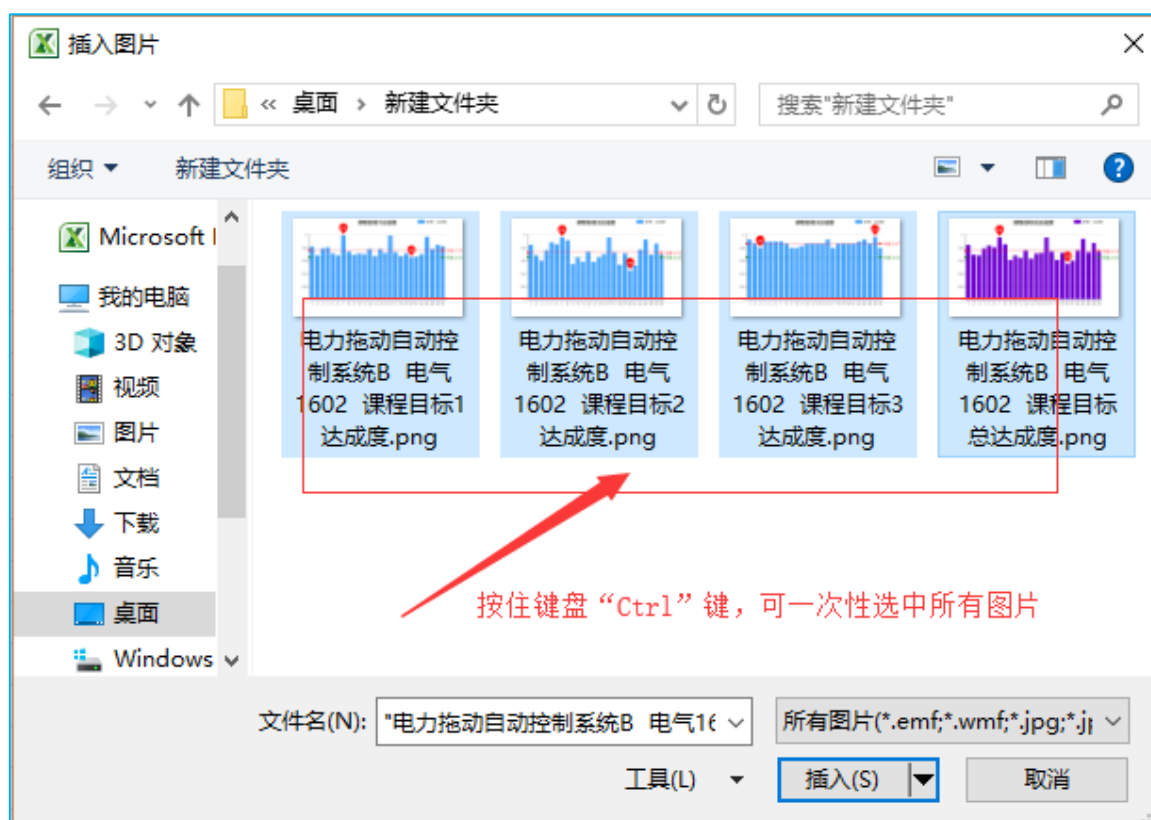 插入图片
« 桌面 › 新建文件夹
搜索"新建文件夹"
组织
新建文件夹
Microsoft
我的电脑
3D 对象
视频
图片
文档
下载
音乐
桌面
Windows
电力拖动自动控
制系统B 电气
1602 课程目标1
达成度.png
电力拖动自动控
制系统B 电气
1602 课程目标2
达成度.png
电力拖动自动控
制系统B 电气
1602 课程目标3
达成度.png
电力拖动自动控
制系统B 电气
1602 课程目标
总达成度.png
按住键盘“Ctrl”键，可一次性选中所有图片
文件名(N):
"电力拖动自动控制系统B 电气16
所有图片(*.emf;*.wmf;*.jpg;*.j
工具(L)
插入(S)
取消